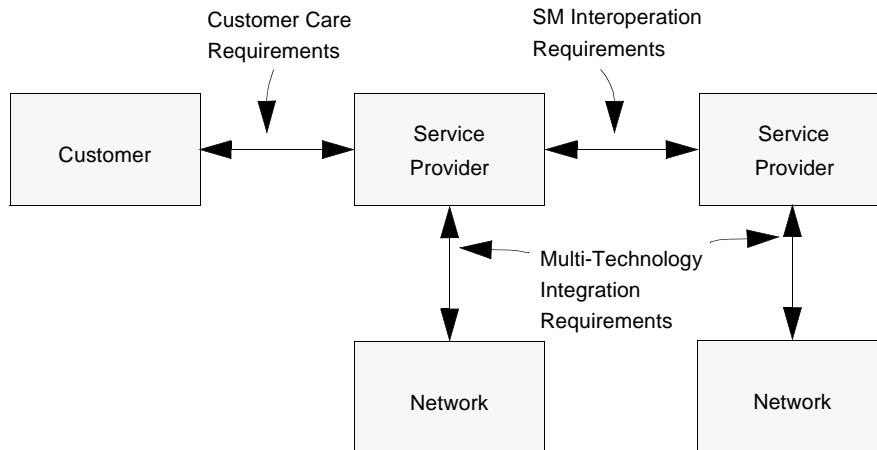 Customer Care
Requirements
SM Interoperation
Requirements
Customer
Service
Provider
Service
Provider
Multi-Technology
Integration
Requirements
Network
Network